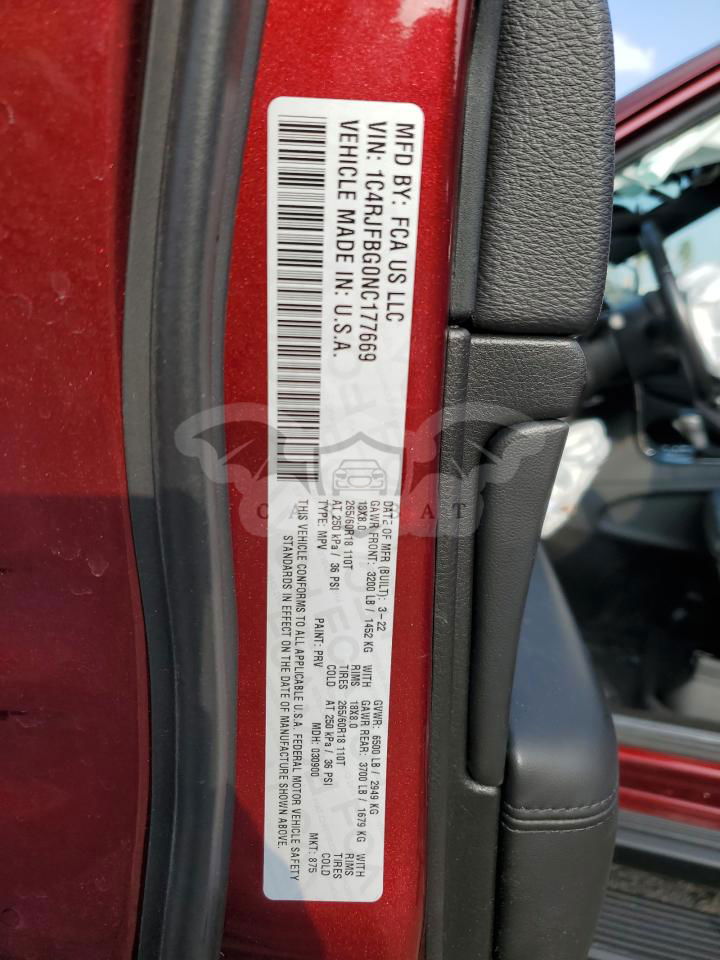 MFD BY: FCA US LLC
VIN: 1C4RJFBG0NC177669
VEHICLE MADE IN: U.S.A.
DATE OF MFR (BUILT): 3-22 GVWR: 6500 LB / 2949 KG
GAWR FRONT: 3200 LB / 1452 KG WITH GAWR REAR: 3700 LB / 1679 KG WITH
18X8.0 RIMS 18X8.0 RIMS
265/60R18 110T TIRES 265/60R18 110T TIRES
AT 250 kPa / 36 PSI COLD AT 250 kPa / 36 PSI COLD
TYPE: MPV PAINT: PRV MDH: 030900 MKT: 875
THIS VEHICLE CONFORMS TO ALL APPLICABLE U.S.A. FEDERAL MOTOR VEHICLE SAFETY
STANDARDS IN EFFECT ON THE DATE OF MANUFACTURE SHOWN ABOVE.